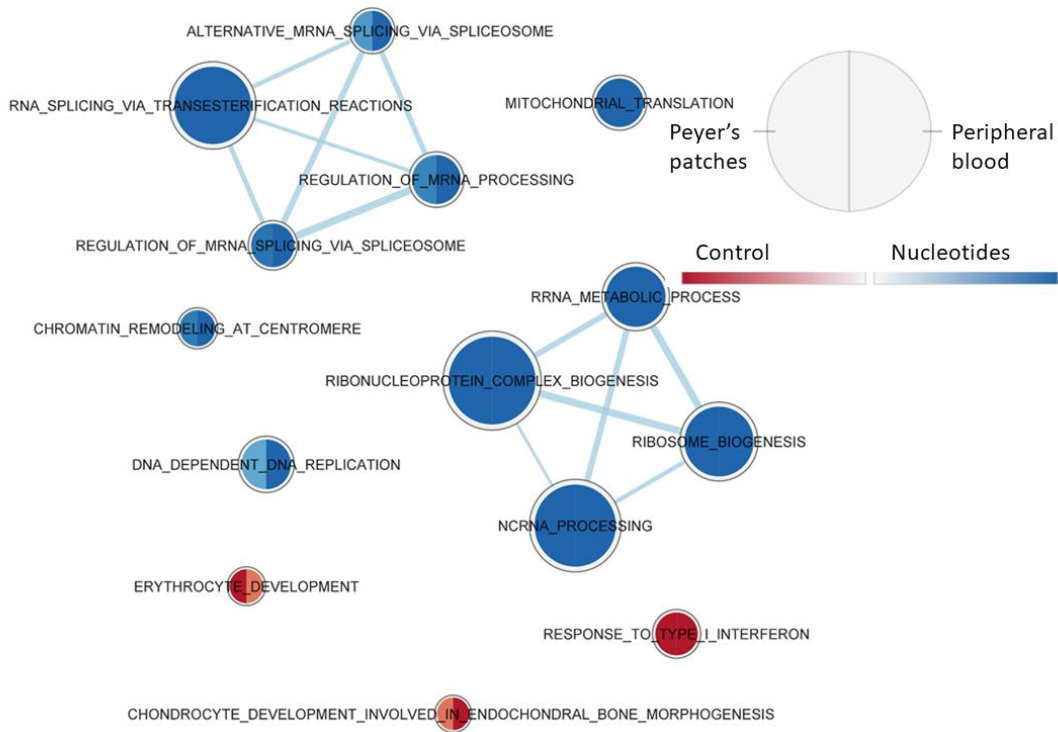 ALTERNATIVE_MRNA_SPLICING_VIA_SPLICEOSOME
RNA_SPLICING_VIA_TRANSESTERIFICATION_REACTIONS
MITOCHONDRIAL_TRANSLATION
Peyer's
patches
Peripheral
blood
REGULATION_OF_MRNA_PROCESSING
REGULATION_OF_MRNA_SPLICING_VIA_SPLICEOSOME
Control
Nucleotides
RRNA_METABOLIC_PROCESS
CHROMATIN_REMODELING_AT_CENTROMERE
RIBONUCLEOPROTEIN_COMPLEX_BIOGENESIS
RIBOSOME_BIOGENESIS
DNA_DEPENDENT_DNA_REPLICATION
NCRNA_PROCESSING
ERYTHROCYTE_DEVELOPMENT
RESPONSE_TO_TYPE_I_INTERFERON
CHONDROCYTE_DEVELOPMENT_INVOLVED_IN_ENDOCHONDRAL_BONE_MORPHOGENESIS